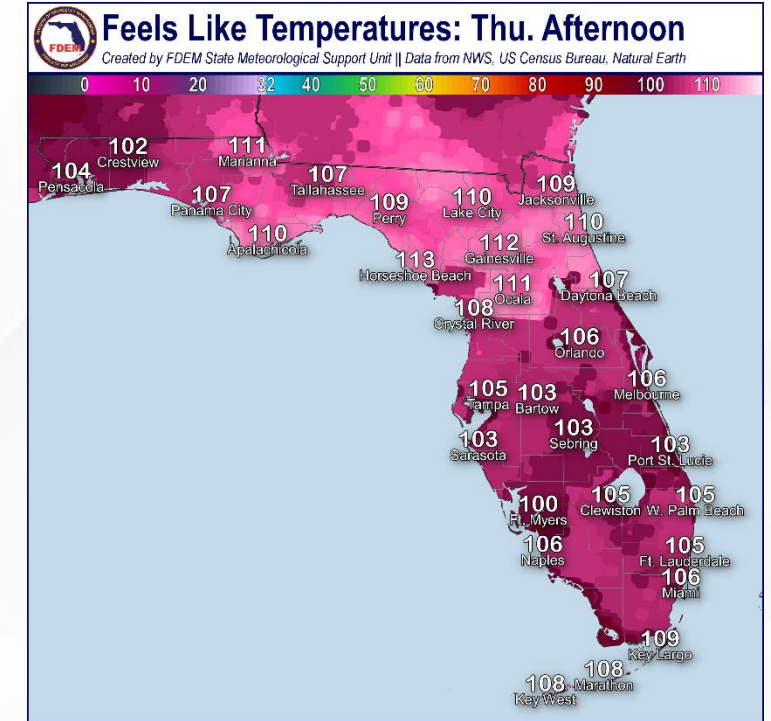 Feels Like Temperatures: Thu. Afternoon
Created by FDEM State Meteorological Support Unit || Data from NWS, US Census Bureau, Natural Earth
FDEM
0 10 20 32 40 50 60 70 80 90 100 110
102
Crestview
111
Marianna
104
Pensacola
107
Tallahassee
107
Panama City
109
Perry
110
Lake City
109
Jacksonville
110
Apalachicola
110
St. Augustine
112
Gainesville
113
Horseshoe Beach
111
Ocala
107
Daytona Beach
108
Crystal River
106
Orlando
106
Melbourne
105
Tampa
103
Bartow
103
Sebring
103
Sarasota
103
Port St. Lucie
100
Ft. Myers
105
Clewiston
105
W. Palm Beach
106
Naples
105
Ft. Lauderdale
106
Miami
109
Key Largo
108
Marathon
108
Key West